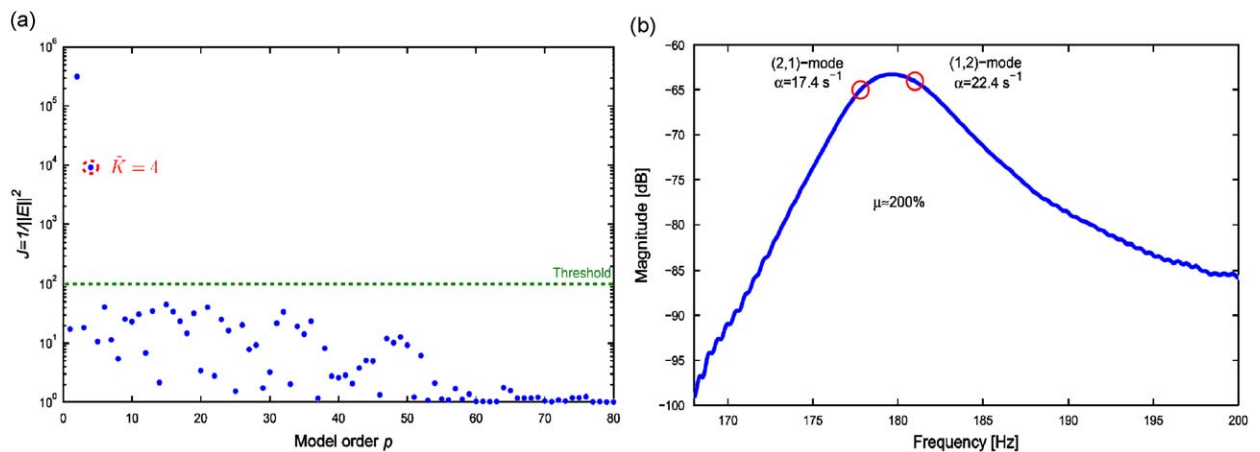 (a)
10^6
10^5
10^4
10^3
10^2
10^1
10^0
J=1/||E||^2
K̃ = 4
Threshold
0
10
20
30
40
50
60
70
80
Model order p
(b)
−60
−65
−70
−75
−80
−85
−90
−95
−100
Magnitude [dB]
(2,1)−mode
α=17.4 s^−1
(1,2)−mode
α=22.4 s^−1
μ≈200%
170
175
180
185
190
195
200
Frequency [Hz]